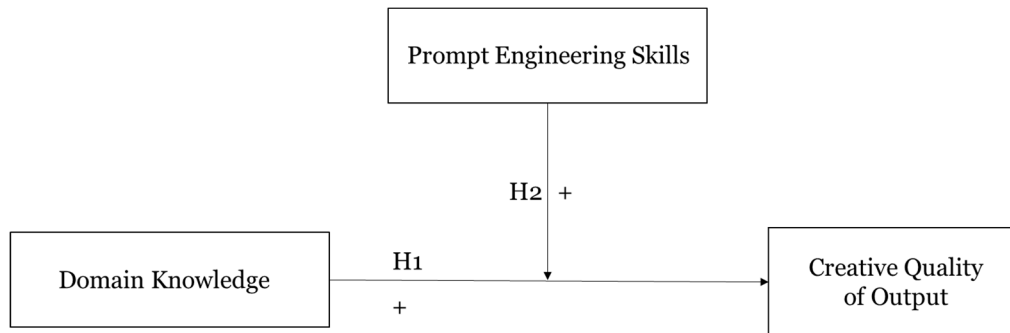 Prompt Engineering Skills
H2 +
Domain Knowledge
H1
+
Creative Quality
of Output